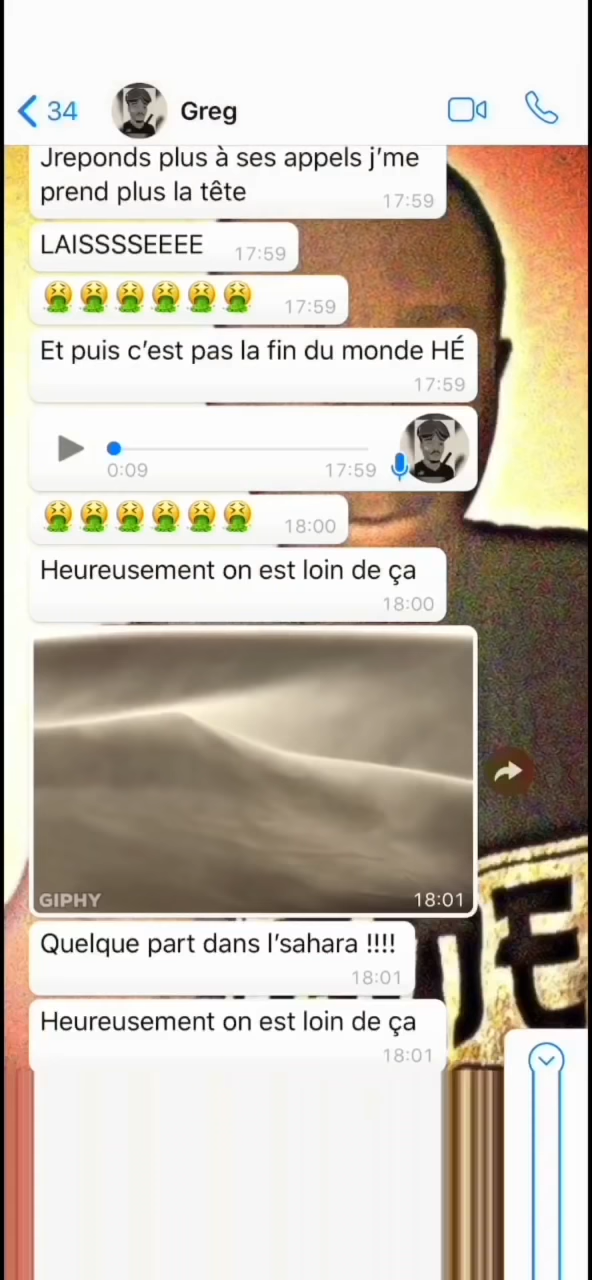 34
Greg
Jreponds plus à ses appels j’me
prend plus la tête
17:59
LAISSSSEEEE
17:59
🤮🤮🤮🤮🤮🤮
17:59
Et puis c’est pas la fin du monde HÉ
17:59
0:09
17:59
🤮🤮🤮🤮🤮🤮
18:00
Heureusement on est loin de ça
18:00
GIPHY
18:01
Quelque part dans l’sahara !!!!
18:01
Heureusement on est loin de ça
18:01